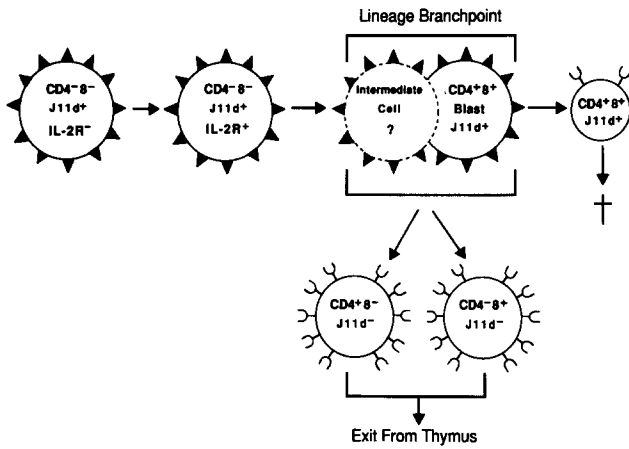 Lineage Branchpoint
CD4⁻8⁻
J11d⁺
IL-2R⁻
CD4⁻8⁻
J11d⁺
IL-2R⁺
Intermediate
Cell
?
CD4⁺8⁺
Blast
J11d⁺
CD4⁺8⁺
J11d⁺
CD4⁺8⁻
J11d⁻
CD4⁻8⁺
J11d⁻
Exit From Thymus